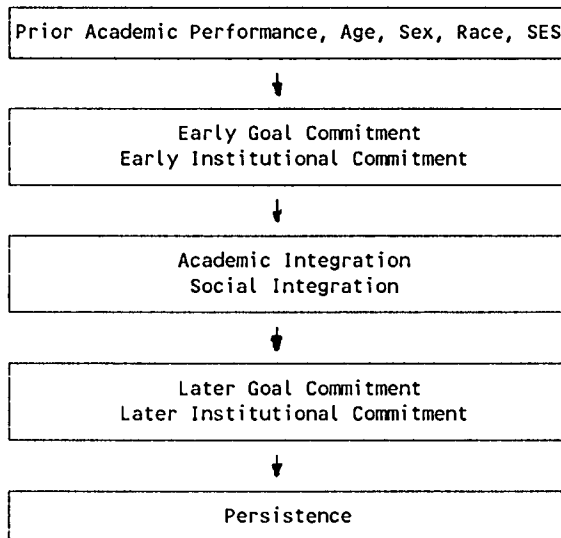 Prior Academic Performance, Age, Sex, Race, SES
Early Goal Commitment
Early Institutional Commitment
Academic Integration
Social Integration
Later Goal Commitment
Later Institutional Commitment
Persistence